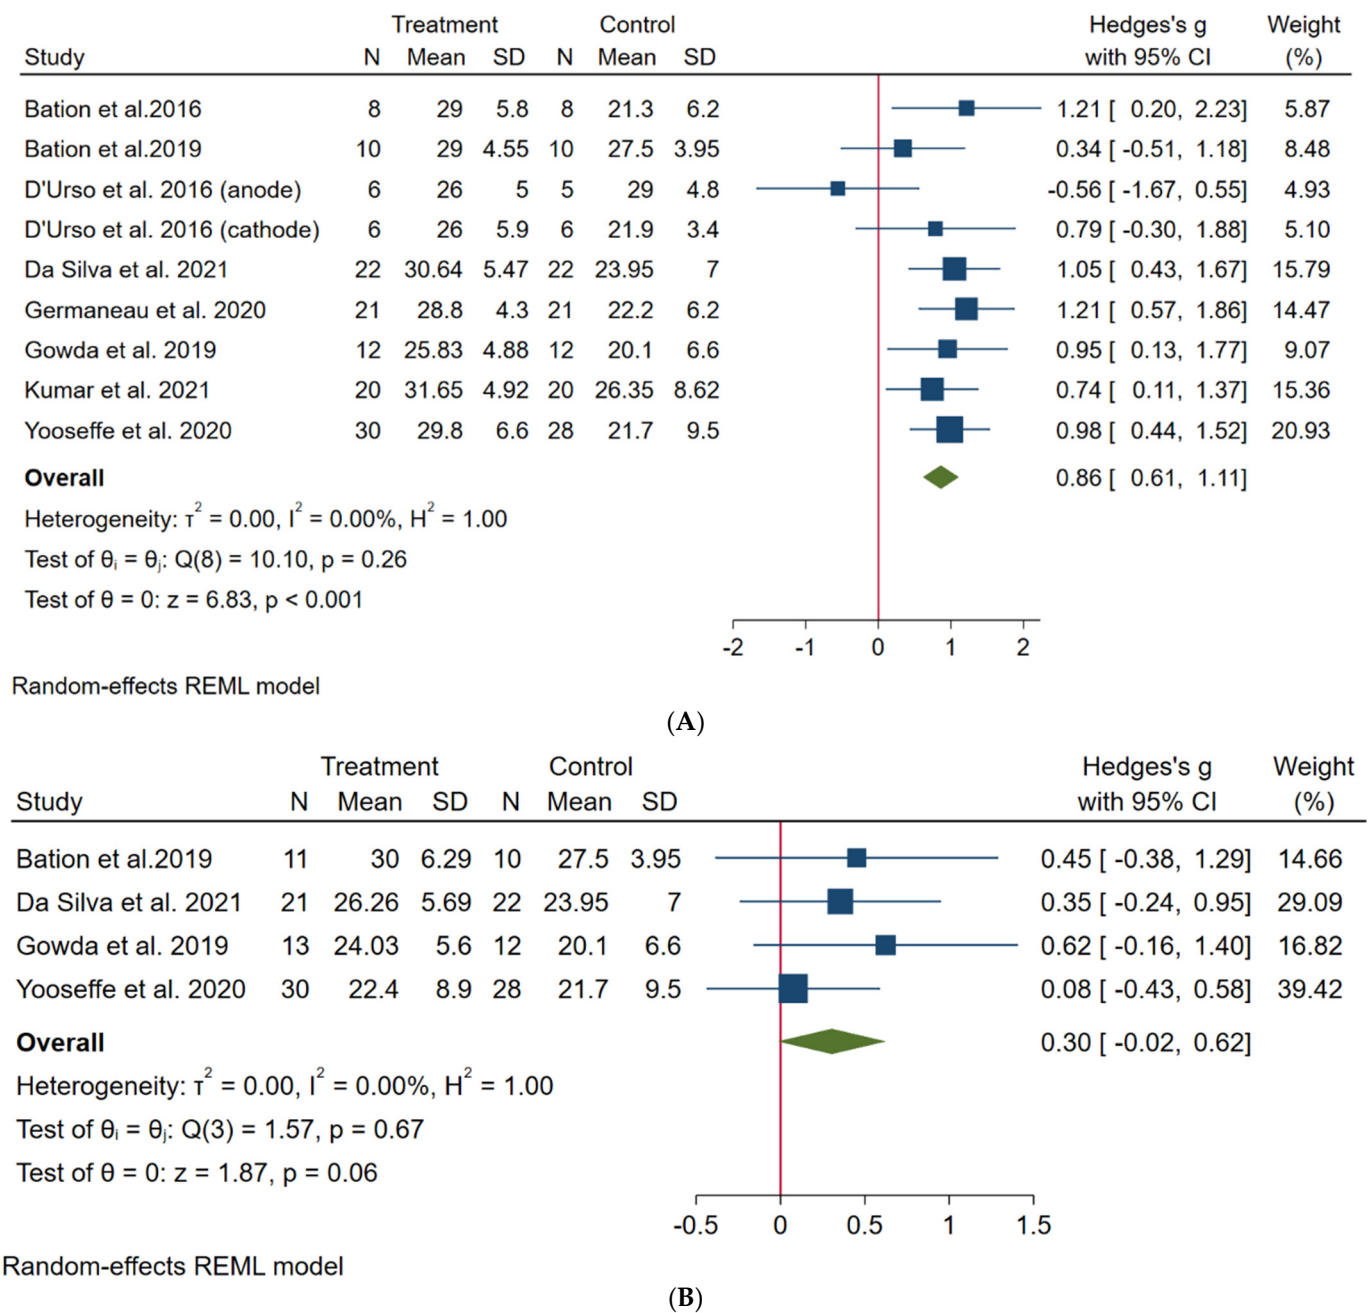 Treatment Control Hedges's g Weight
Study N Mean SD N Mean SD with 95% CI (%)
Bation et al.2016 8 29 5.8 8 21.3 6.2 1.21 [ 0.20, 2.23] 5.87
Bation et al.2019 10 29 4.55 10 27.5 3.95 0.34 [ -0.51, 1.18] 8.48
D'Urso et al. 2016 (anode) 6 26 5 5 29 4.8 -0.56 [ -1.67, 0.55] 4.93
D'Urso et al. 2016 (cathode) 6 26 5.9 6 21.9 3.4 0.79 [ -0.30, 1.88] 5.10
Da Silva et al. 2021 22 30.64 5.47 22 23.95 7 1.05 [ 0.43, 1.67] 15.79
Germaneau et al. 2020 21 28.8 4.3 21 22.2 6.2 1.21 [ 0.57, 1.86] 14.47
Gowda et al. 2019 12 25.83 4.88 12 20.1 6.6 0.95 [ 0.13, 1.77] 9.07
Kumar et al. 2021 20 31.65 4.92 20 26.35 8.62 0.74 [ 0.11, 1.37] 15.36
Yooseffe et al. 2020 30 29.8 6.6 28 21.7 9.5 0.98 [ 0.44, 1.52] 20.93
Overall 0.86 [ 0.61, 1.11]
Heterogeneity: τ² = 0.00, I² = 0.00%, H² = 1.00
Test of θᵢ = θⱼ: Q(8) = 10.10, p = 0.26
Test of θ = 0: z = 6.83, p < 0.001
-2 -1 0 1 2
Random-effects REML model
(A)
Treatment Control Hedges's g Weight
Study N Mean SD N Mean SD with 95% CI (%)
Bation et al.2019 11 30 6.29 10 27.5 3.95 0.45 [ -0.38, 1.29] 14.66
Da Silva et al. 2021 21 26.26 5.69 22 23.95 7 0.35 [ -0.24, 0.95] 29.09
Gowda et al. 2019 13 24.03 5.6 12 20.1 6.6 0.62 [ -0.16, 1.40] 16.82
Yooseffe et al. 2020 30 22.4 8.9 28 21.7 9.5 0.08 [ -0.43, 0.58] 39.42
Overall 0.30 [ -0.02, 0.62]
Heterogeneity: τ² = 0.00, I² = 0.00%, H² = 1.00
Test of θᵢ = θⱼ: Q(3) = 1.57, p = 0.67
Test of θ = 0: z = 1.87, p = 0.06
-0.5 0 0.5 1 1.5
Random-effects REML model
(B)